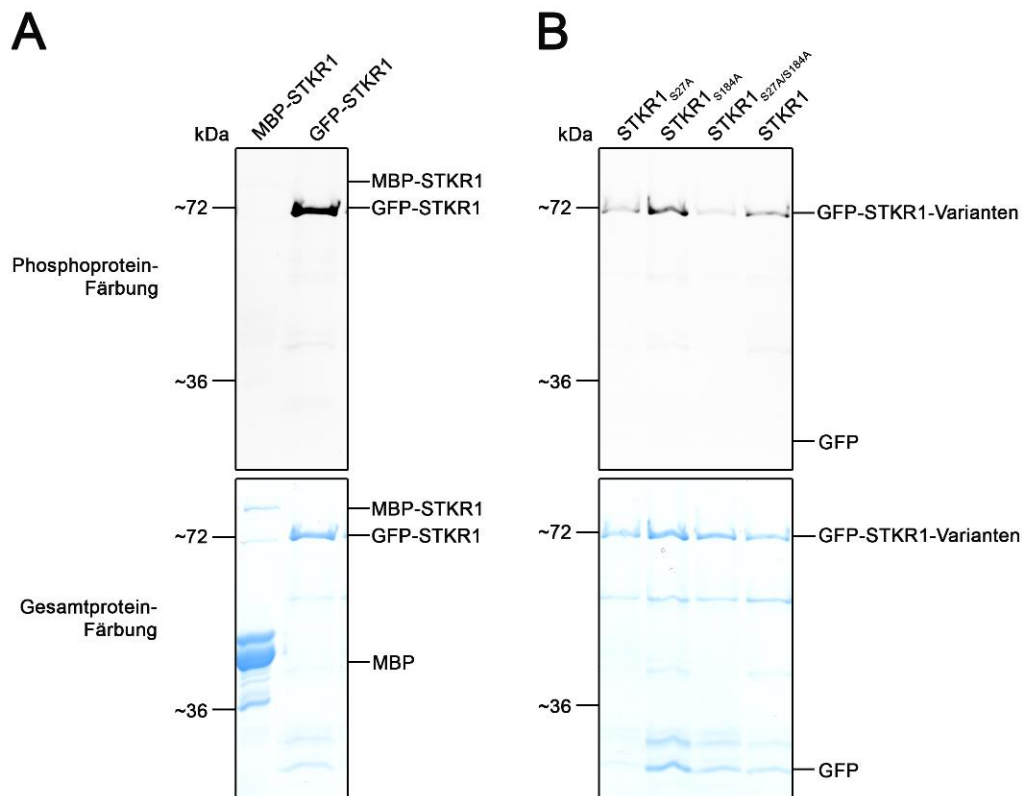 A
B
MBP-STKR1
GFP-STKR1
STKR1S27A
STKR1S184A
STKR1S27A/S184A
STKR1
kDa
kDa
MBP-STKR1
~72
GFP-STKR1
~72
GFP-STKR1-Varianten
Phosphoprotein-
Färbung
~36
~36
GFP
MBP-STKR1
~72
GFP-STKR1
~72
GFP-STKR1-Varianten
Gesamtprotein-
Färbung
MBP
~36
~36
GFP